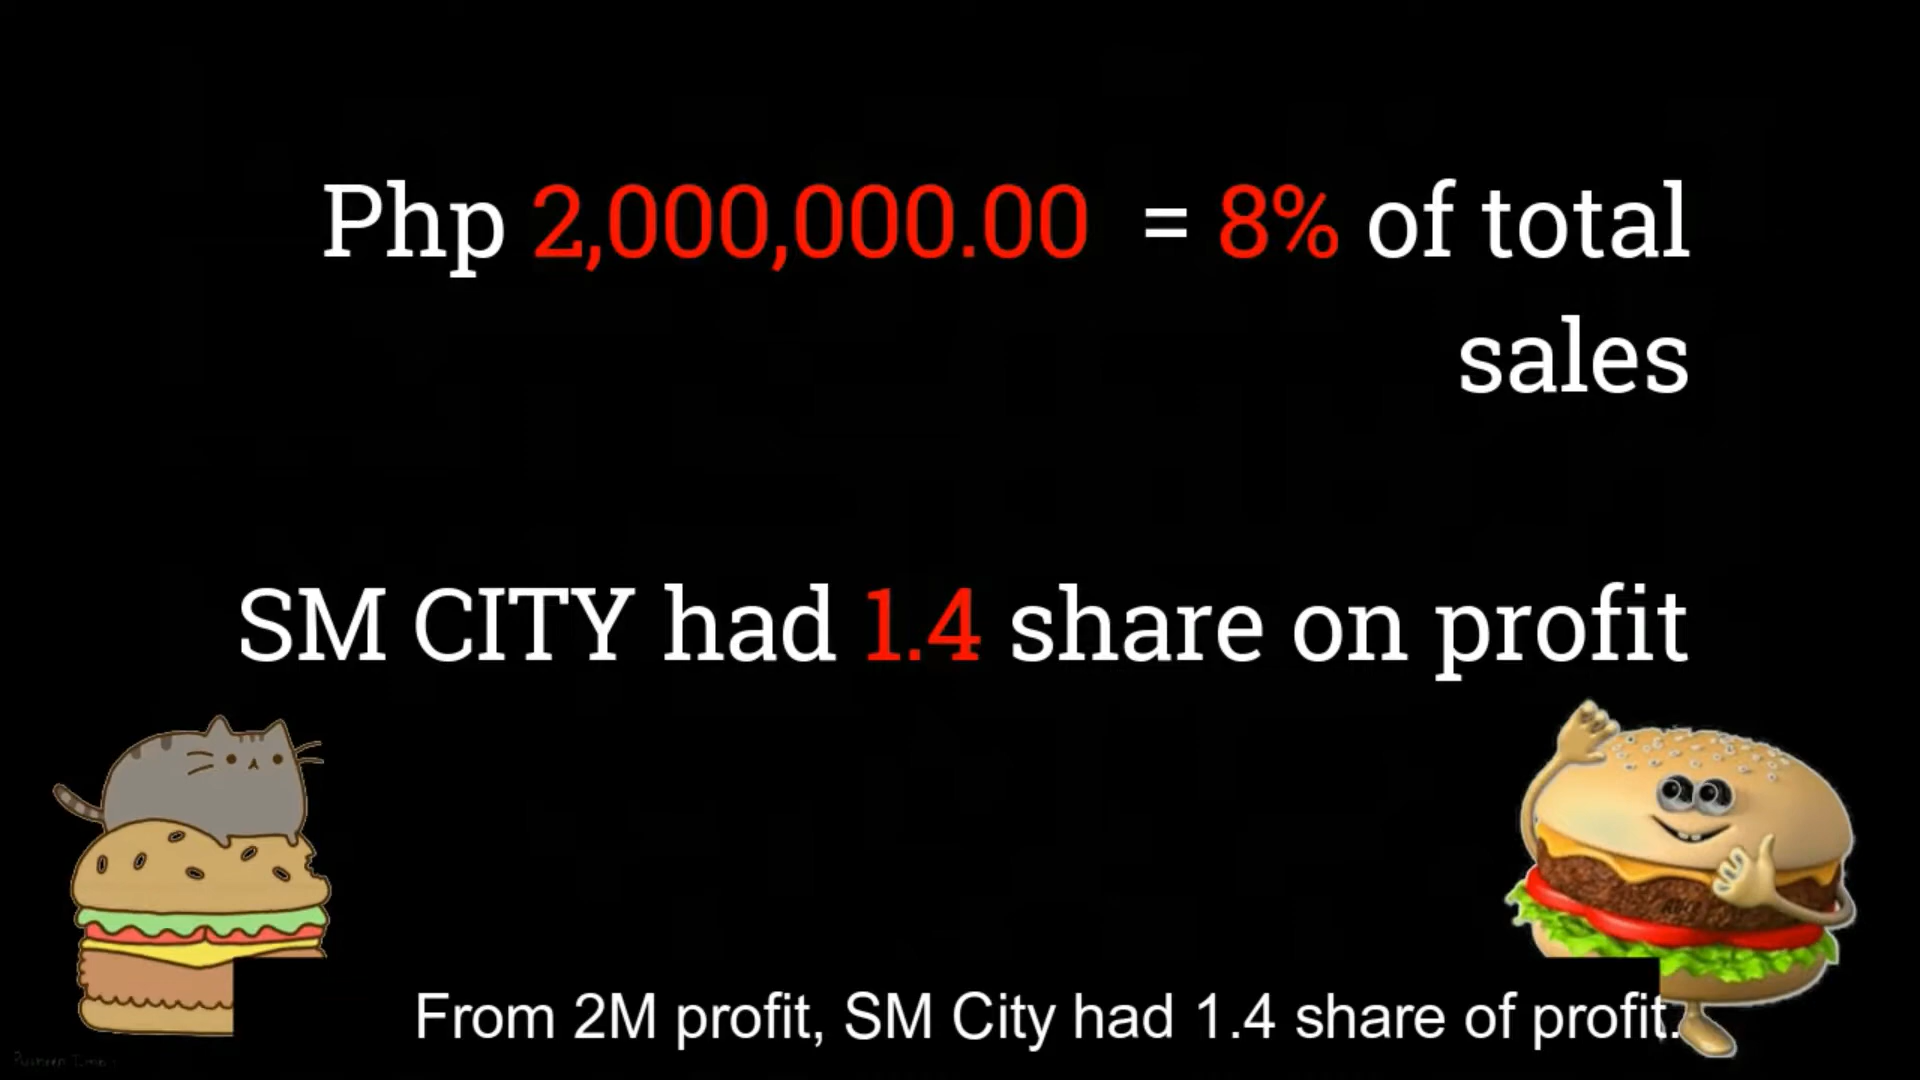 Php 2,000,000.00 = 8% of total
sales
SM CITY had 1.4 share on profit
From 2M profit, SM City had 1.4 share of profit.